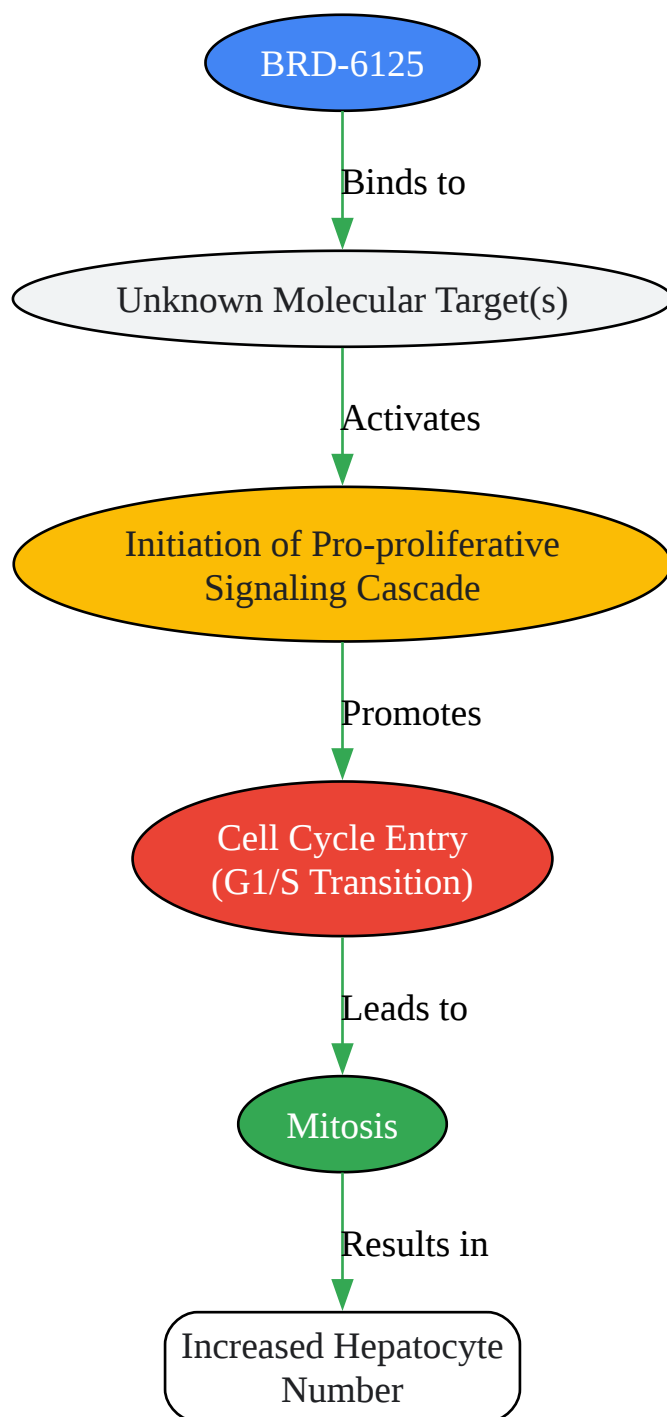 BRD-6125
Binds to
Unknown Molecular Target(s)
Activates
Initiation of Pro-proliferative
Signaling Cascade
Promotes
Cell Cycle Entry
(G1/S Transition)
Leads to
Mitosis
Results in
Increased Hepatocyte
Number